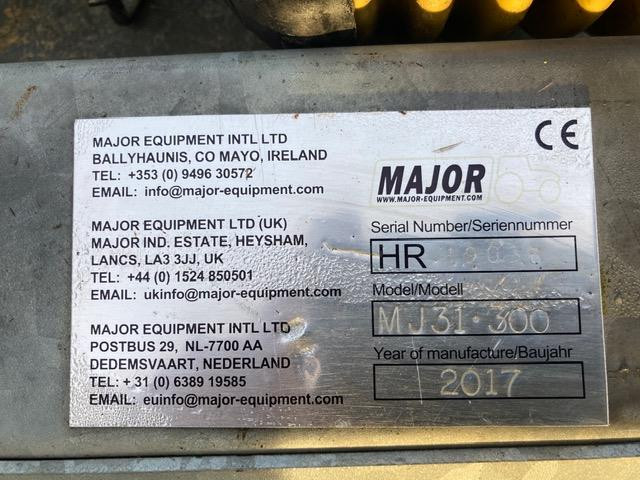 MAJOR EQUIPMENT INTL LTD
BALLYHAUNIS, CO MAYO, IRELAND
TEL: +353 (0) 9496 30572
EMAIL: info@major-equipment.com
MAJOR EQUIPMENT LTD (UK)
MAJOR IND. ESTATE, HEYSHAM,
LANCS, LA3 3JJ, UK
TEL: +44 (0) 1524 850501
EMAIL: ukinfo@major-equipment.com
MAJOR EQUIPMENT INTL LTD
POSTBUS 29, NL-7700 AA
DEDEMSVAART, NEDERLAND
TEL: + 31 (0) 6389 19585
EMAIL: euinfo@major-equipment.com
CE
MAJOR
WWW.MAJOR-EQUIPMENT.COM
Serial Number/Seriennummer
HR
Model/Modell
MJ31·300
Year of manufacture/Baujahr
2017